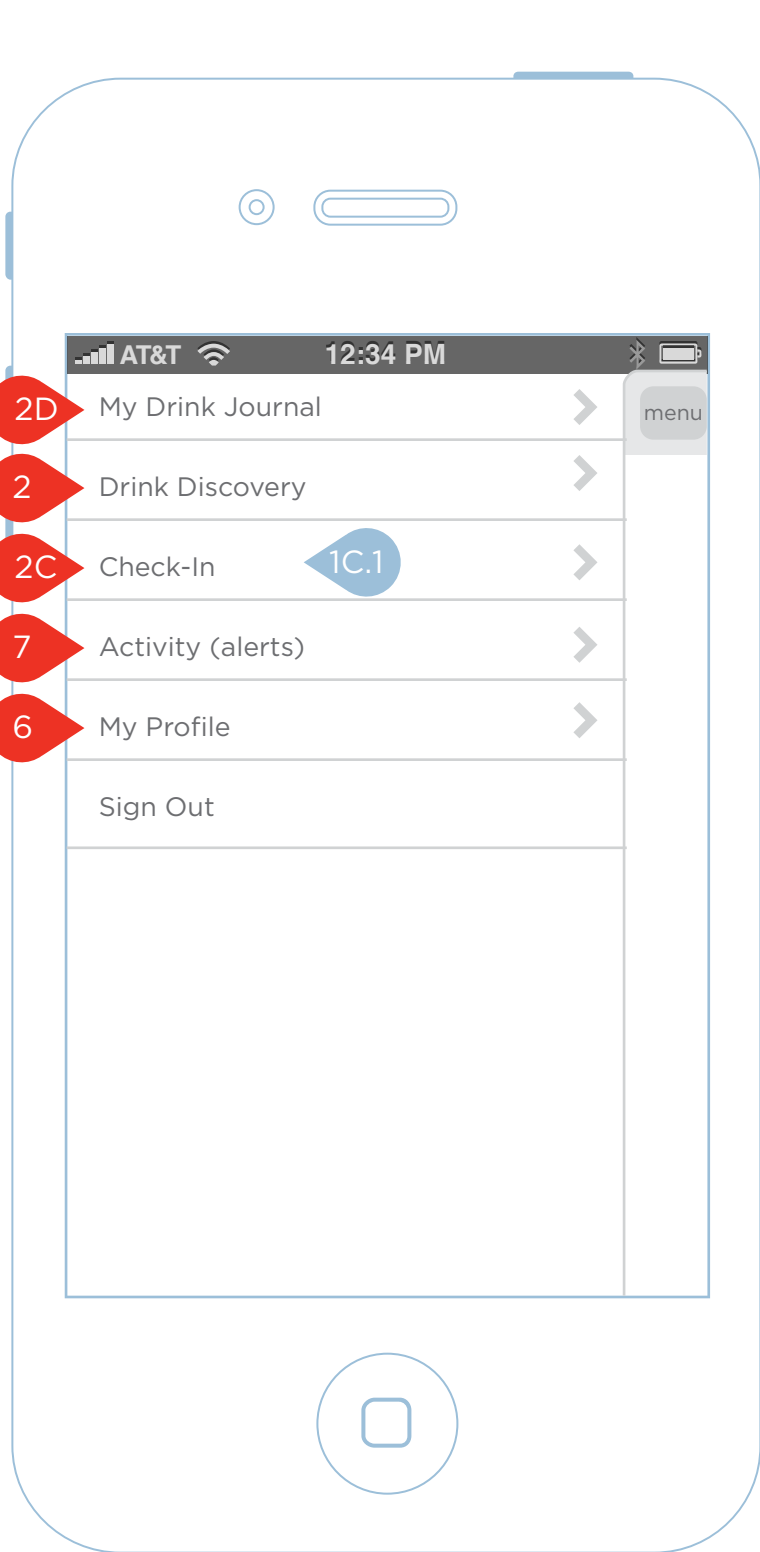 AT&T 12:34 PM
2D My Drink Journal menu
2 Drink Discovery
2C Check-In 1C.1
7 Activity (alerts)
6 My Profile
Sign Out